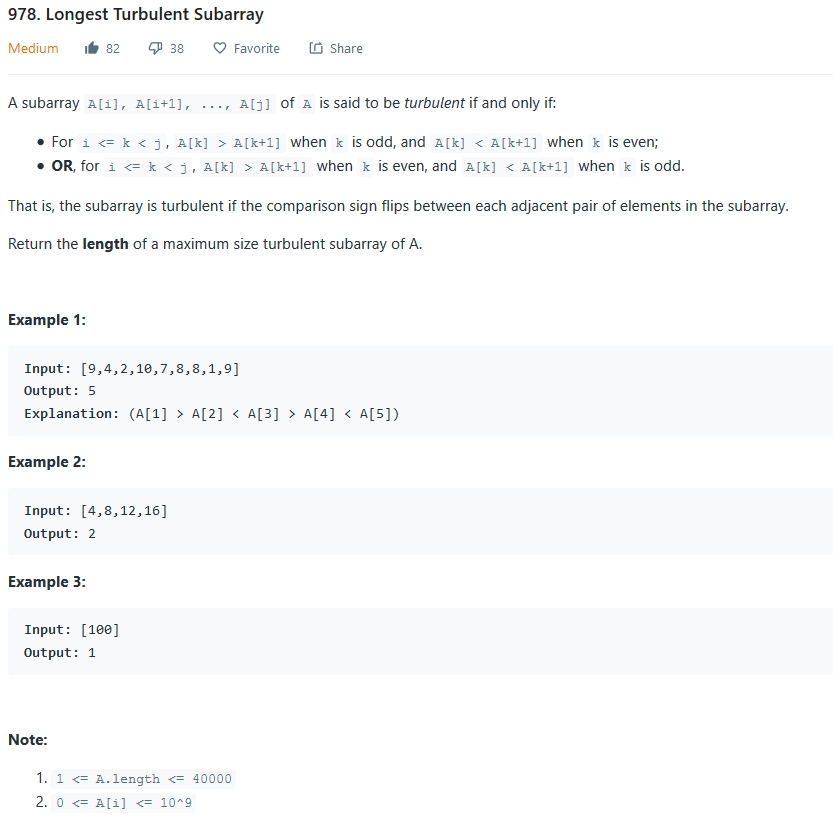 978. Longest Turbulent Subarray
Medium 82 38 Favorite Share
A subarray A[i], A[i+1], ..., A[j] of A is said to be turbulent if and only if:
• For i <= k < j, A[k] > A[k+1] when k is odd, and A[k] < A[k+1] when k is even;
• OR, for i <= k < j, A[k] > A[k+1] when k is even, and A[k] < A[k+1] when k is odd.
That is, the subarray is turbulent if the comparison sign flips between each adjacent pair of elements in the subarray.
Return the length of a maximum size turbulent subarray of A.
Example 1:
Input: [9,4,2,10,7,8,8,1,9]
Output: 5
Explanation: (A[1] > A[2] < A[3] > A[4] < A[5])
Example 2:
Input: [4,8,12,16]
Output: 2
Example 3:
Input: [100]
Output: 1
Note:
1. 1 <= A.length <= 40000
2. 0 <= A[i] <= 10^9